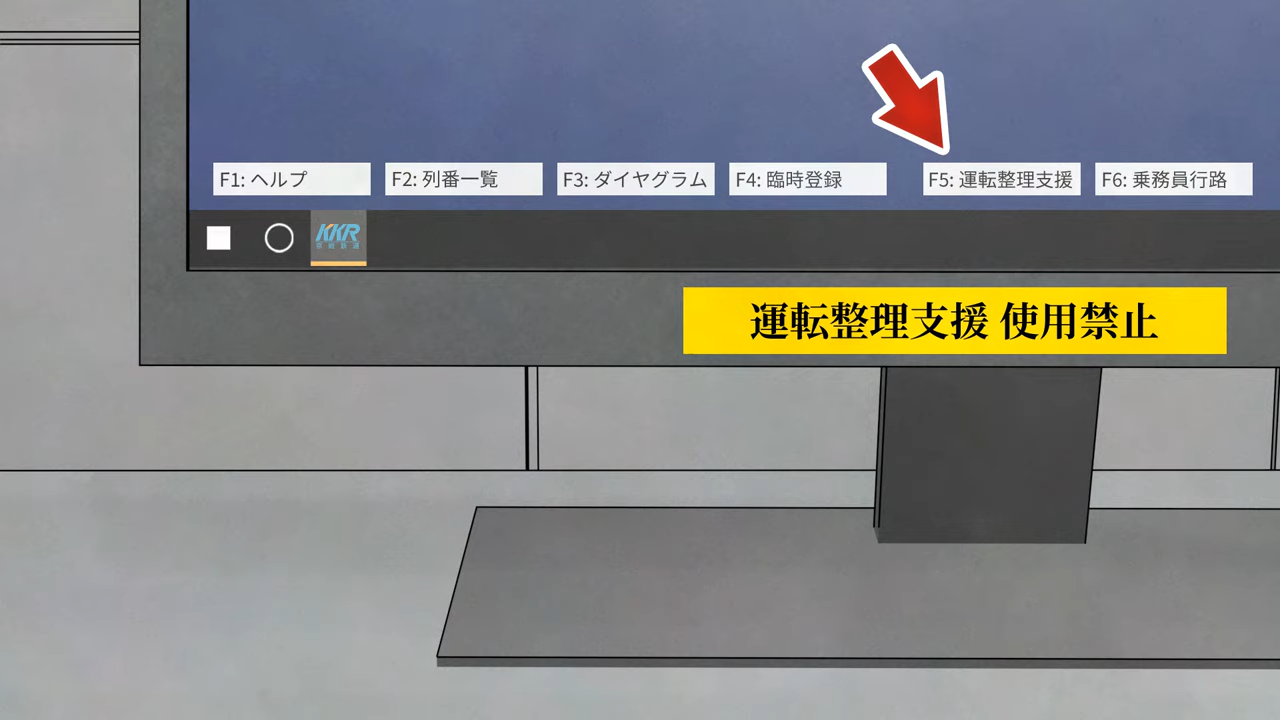 F1: ヘルプ
F2: 列番一覧
F3: ダイヤグラム
F4: 臨時登録
F5: 運転整理支援
F6: 乗務員行路
KKR
運転整理支援 使用禁止